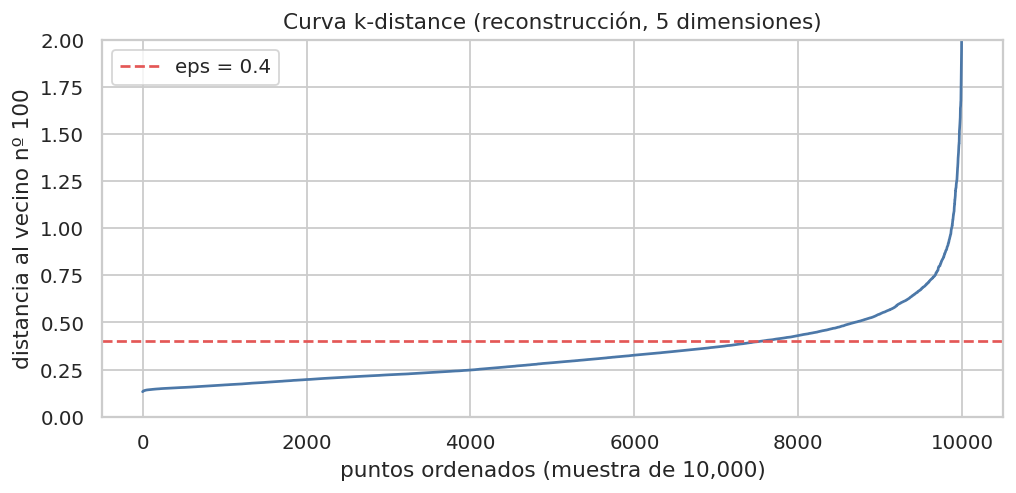 Curva k-distance (reconstrucción, 5 dimensiones)
eps = 0.4
distancia al vecino nº 100
2.00
1.75
1.50
1.25
1.00
0.75
0.50
0.25
0.00
0 2000 4000 6000 8000 10000
puntos ordenados (muestra de 10,000)